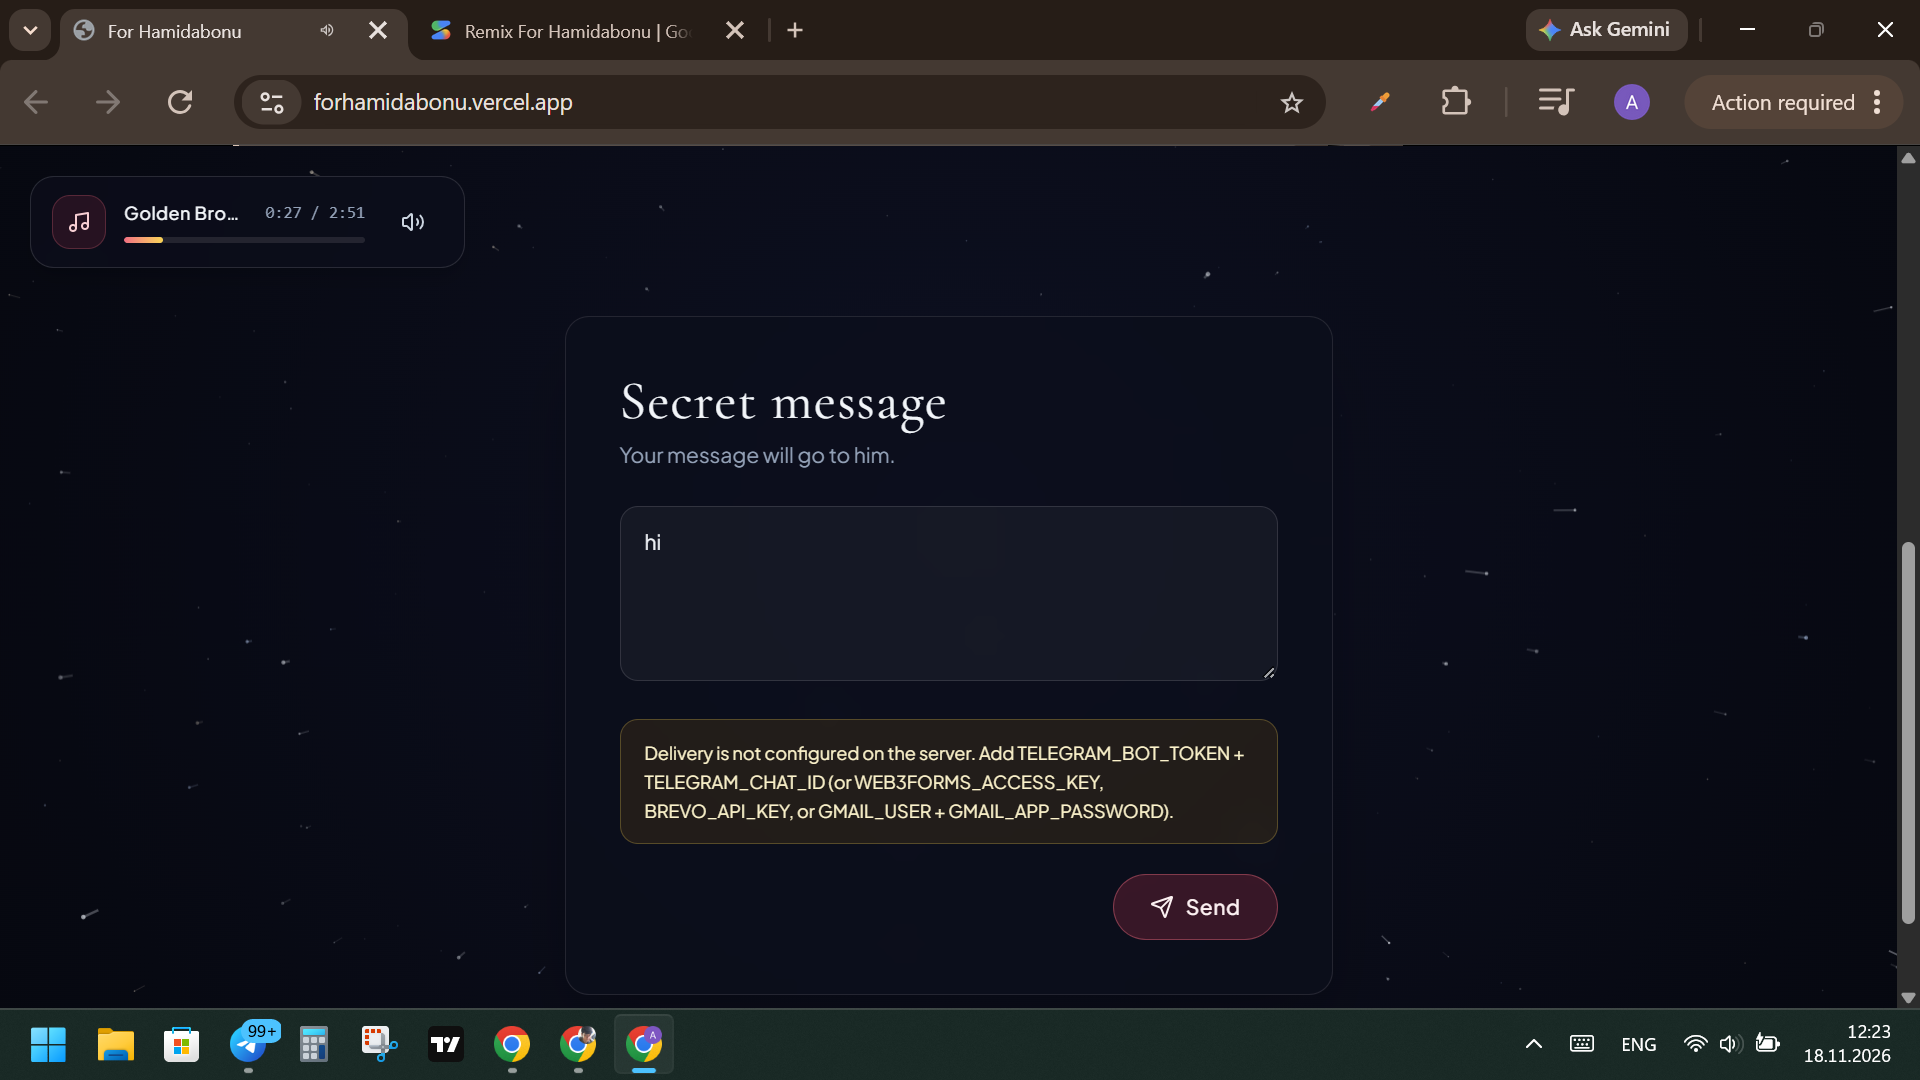 For Hamidabonu
Remix For Hamidabonu | Goo
Ask Gemini
forhamidabonu.vercel.app
A
Action required
Golden Bro...
0:27 / 2:51
Secret message
Your message will go to him.
hi
Delivery is not configured on the server. Add TELEGRAM_BOT_TOKEN +
TELEGRAM_CHAT_ID (or WEB3FORMS_ACCESS_KEY,
BREVO_API_KEY, or GMAIL_USER + GMAIL_APP_PASSWORD).
Send
99+
A
ENG
12:23
18.11.2026